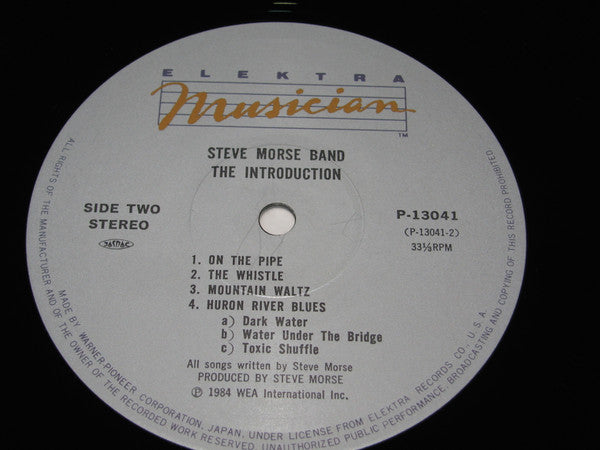 ELEKTRA
Musician
TM
STEVE MORSE BAND
THE INTRODUCTION
SIDE TWO
STEREO
JASRAC
P-13041
(P-13041-2)
33⅓RPM
1. ON THE PIPE
2. THE WHISTLE
3. MOUNTAIN WALTZ
4. HURON RIVER BLUES
a) Dark Water
b) Water Under The Bridge
c) Toxic Shuffle
All songs written by Steve Morse
PRODUCED BY STEVE MORSE
Ⓟ 1984 WEA International Inc.
MADE BY WARNER-PIONEER CORPORATION, JAPAN, UNDER LICENSE FROM ELEKTRA RECORDS CO., U.S.A.
ALL RIGHTS OF THE MANUFACTURER AND OF THE OWNER OF THE RECORDED WORK RESERVED. UNAUTHORIZED PUBLIC PERFORMANCE, BROADCASTING AND COPYING OF THIS RECORD PROHIBITED